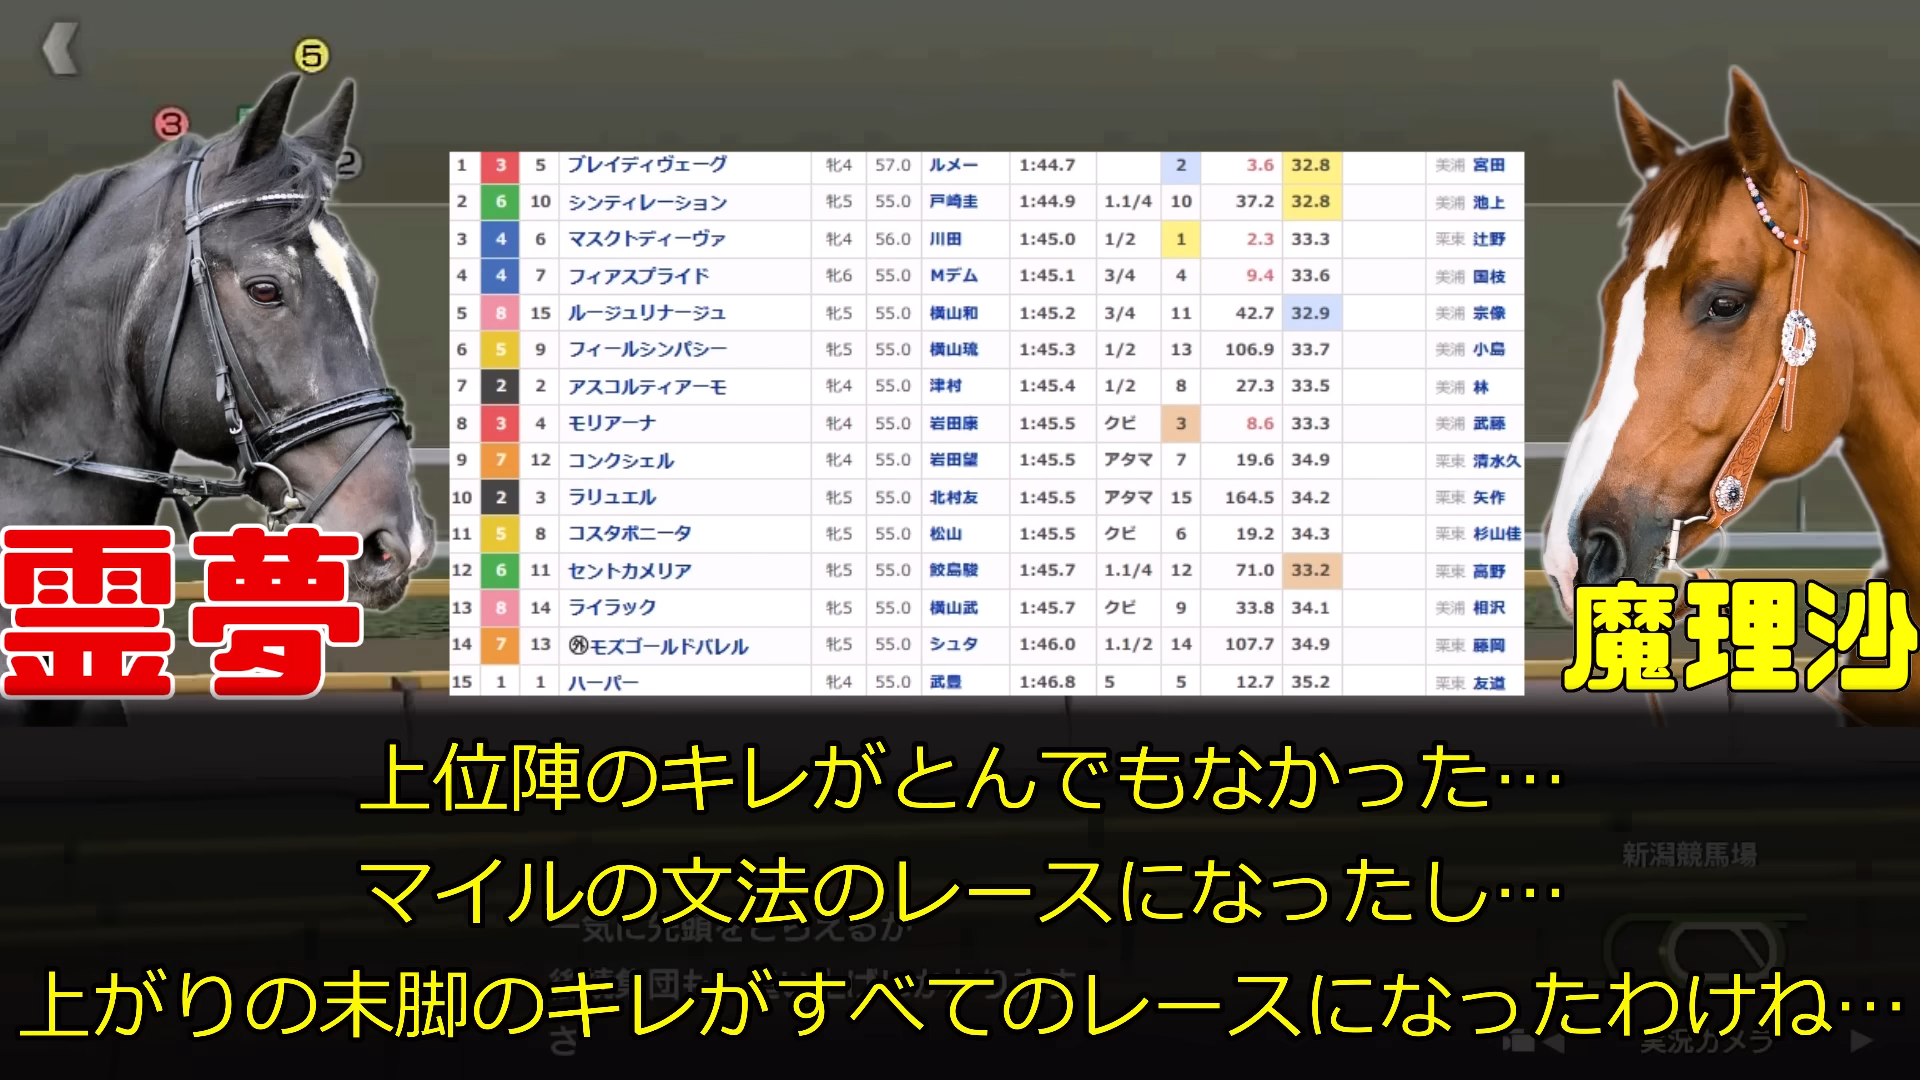 5
3
2
1 3 5 ブレイディヴェーグ 牝4 57.0 ルメー 1:44.7 2 3.6 32.8 美浦 宮田
2 6 10 シンティレーション 牝5 55.0 戸崎圭 1:44.9 1.1/4 10 37.2 32.8 美浦 池上
3 4 6 マスクトディーヴァ 牝4 56.0 川田 1:45.0 1/2 1 2.3 33.3 栗東 辻野
4 4 7 フィアスプライド 牝6 55.0 Mデム 1:45.1 3/4 4 9.4 33.6 美浦 国枝
5 8 15 ルージュリナージュ 牝5 55.0 横山和 1:45.2 3/4 11 42.7 32.9 美浦 宗像
6 5 9 フィールシンパシー 牝5 55.0 横山琉 1:45.3 1/2 13 106.9 33.7 美浦 小島
7 2 2 アスコルティアーモ 牝4 55.0 津村 1:45.4 1/2 8 27.3 33.5 美浦 林
8 3 4 モリアーナ 牝4 55.0 岩田康 1:45.5 クビ 3 8.6 33.3 美浦 武藤
9 7 12 コンクシェル 牝4 55.0 岩田望 1:45.5 アタマ 7 19.6 34.9 栗東 清水久
10 2 3 ラリュエル 牝5 55.0 北村友 1:45.5 アタマ 15 164.5 34.2 栗東 矢作
11 5 8 コスタボニータ 牝5 55.0 松山 1:45.5 クビ 6 19.2 34.3 栗東 杉山佳
12 6 11 セントカメリア 牝5 55.0 鮫島駿 1:45.7 1.1/4 12 71.0 33.2 栗東 高野
13 8 14 ライラック 牝5 55.0 横山武 1:45.7 クビ 9 33.8 34.1 美浦 相沢
14 7 13 外モズゴールドバレル 牝5 55.0 シュタ 1:46.0 1.1/2 14 107.7 34.9 栗東 藤岡
15 1 1 ハーパー 牝4 55.0 武豊 1:46.8 5 5 12.7 35.2 栗東 友道
霊夢
魔理沙
上位陣のキレがとんでもなかった…
マイルの文法のレースになったし…
上がりの末脚のキレがすべてのレースになったわけね…
新潟競馬場
実況カメラ